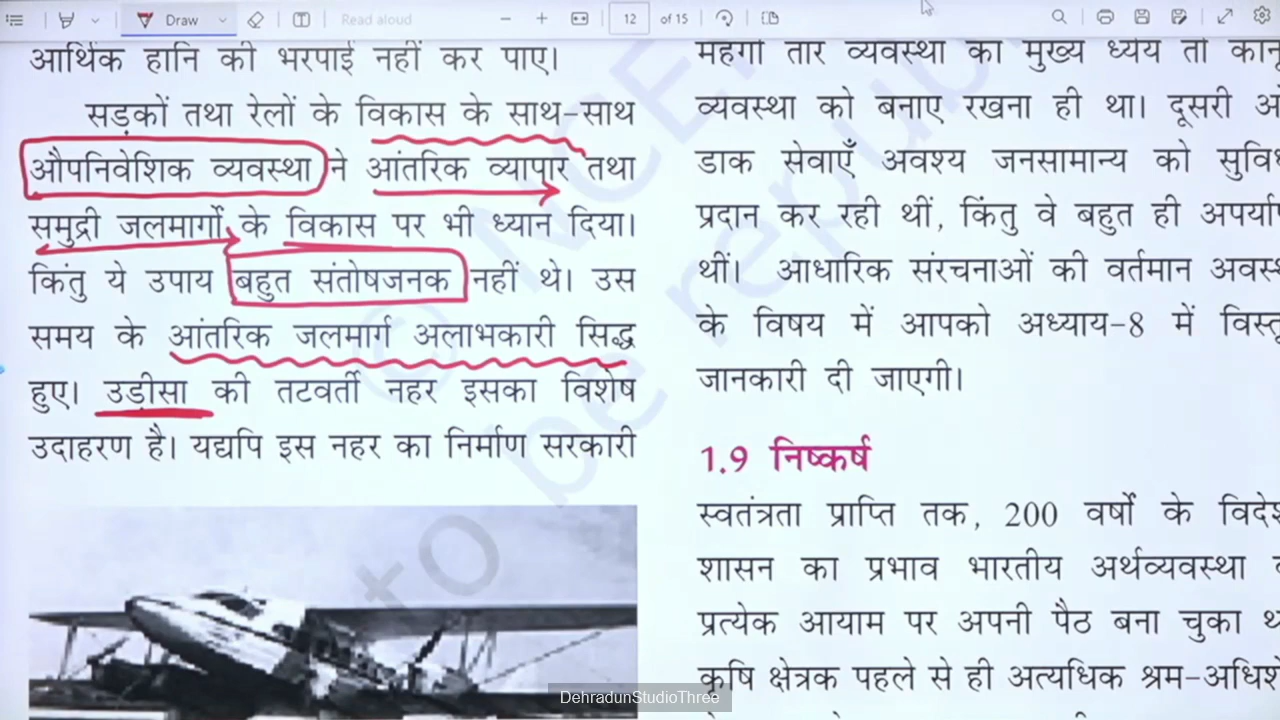 Draw
Read aloud
12
of 15
आर्थिक हानि की भरपाई नहीं कर पाए।
सड़कों तथा रेलों के विकास के साथ-साथ
औपनिवेशिक व्यवस्था ने आंतरिक व्यापार तथा
समुद्री जलमार्गों के विकास पर भी ध्यान दिया।
किंतु ये उपाय बहुत संतोषजनक नहीं थे। उस
समय के आंतरिक जलमार्ग अलाभकारी सिद्ध
हुए। उड़ीसा की तटवर्ती नहर इसका विशेष
उदाहरण है। यद्यपि इस नहर का निर्माण सरकारी
महंगी तार व्यवस्था का मुख्य ध्येय तो
व्यवस्था को बनाए रखना ही था। दूसरी
डाक सेवाएँ अवश्य जनसामान्य को
प्रदान कर रही थीं, किंतु वे बहुत ही
थीं। आधारिक संरचनाओं की वर्तमान
के विषय में आपको अध्याय-8 में
जानकारी दी जाएगी।
1.9 निष्कर्ष
स्वतंत्रता प्राप्ति तक, 200 वर्षों के
शासन का प्रभाव भारतीय अर्थव्यवस्था
प्रत्येक आयाम पर अपनी पैठ बना चुका
कृषि क्षेत्रक पहले से ही अत्यधिक
DehradunStudioThree